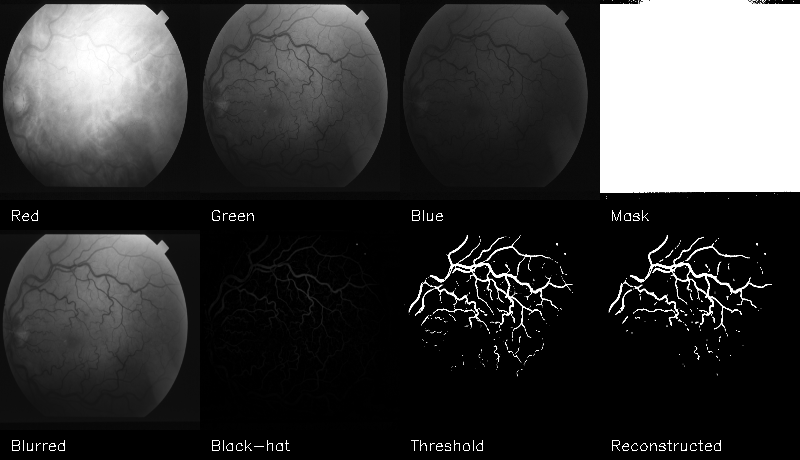 Red
Green
Blue
Mask
Blurred
Black-hat
Threshold
Reconstructed